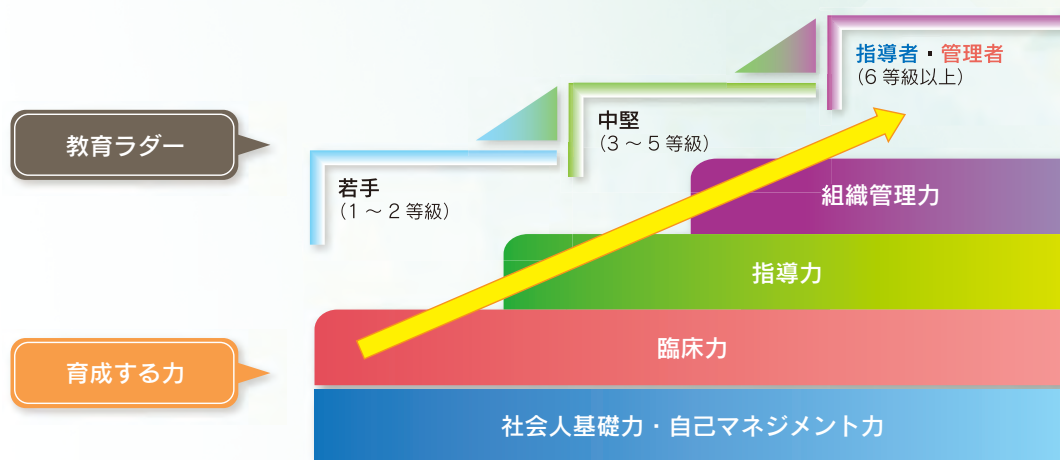 指導者・管理者
(6 等級以上)
中堅
(3 ～ 5 等級)
教育ラダー
若手
(1 ～ 2 等級)
組織管理力
指導力
臨床力
育成する力
社会人基礎力・自己マネジメント力